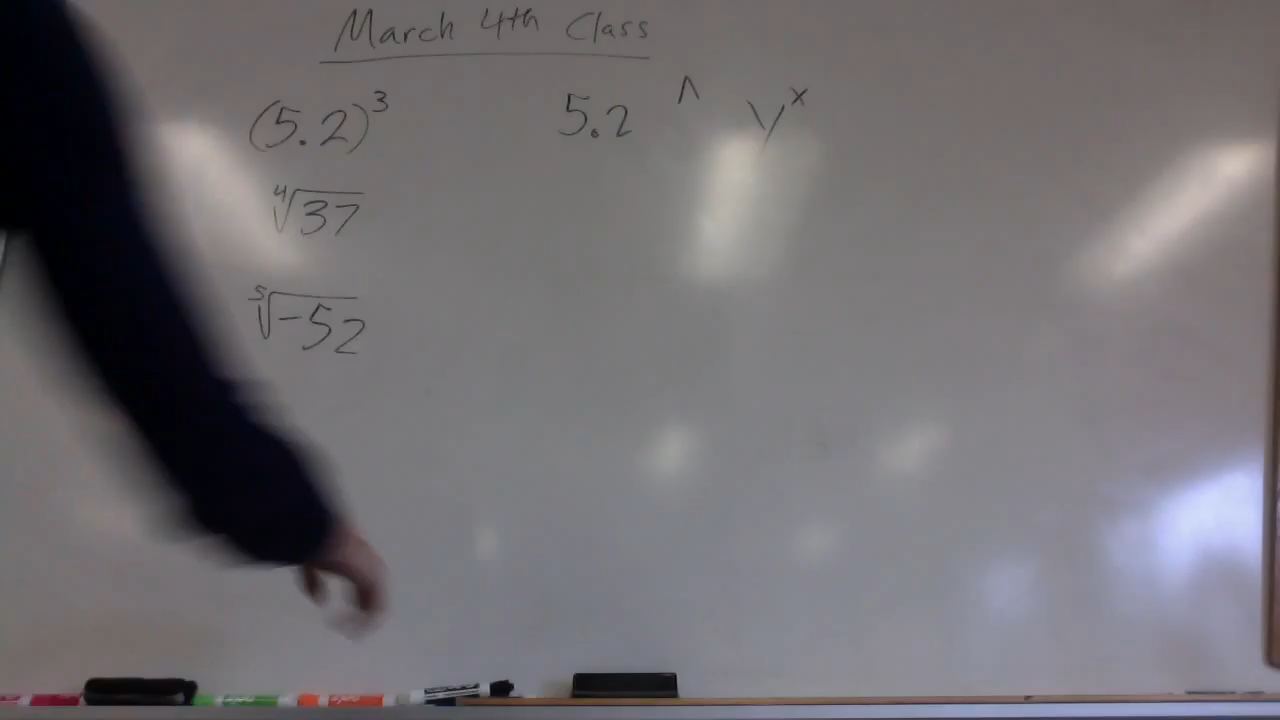 March 4th Class
(5.2)³ 5.2 ^ yˣ
⁴√37
⁵√-52